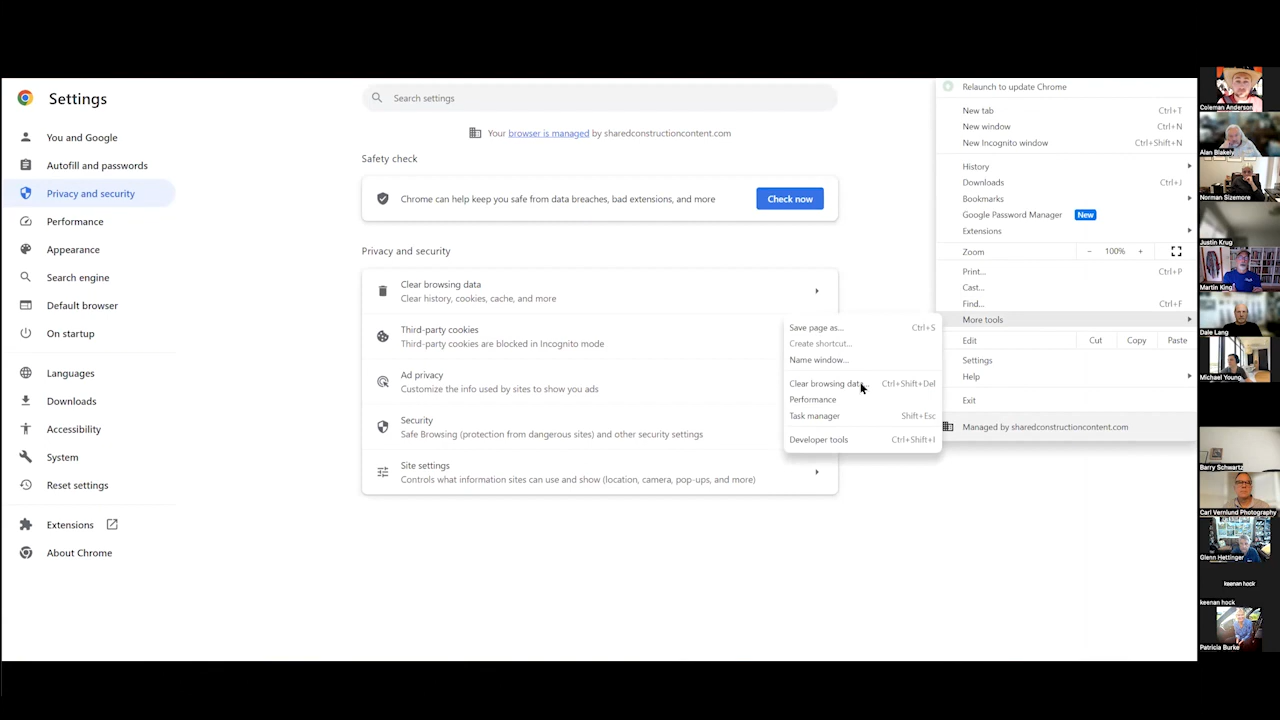 Settings
Search settings
You and Google
Autofill and passwords
Privacy and security
Performance
Appearance
Search engine
Default browser
On startup
Languages
Downloads
Accessibility
System
Reset settings
Extensions
About Chrome
Your browser is managed by sharedconstructioncontent.com
Safety check
Chrome can help keep you safe from data breaches, bad extensions, and more
Check now
Privacy and security
Clear browsing data
Clear history, cookies, cache, and more
Third-party cookies
Third-party cookies are blocked in Incognito mode
Ad privacy
Customize the info used by sites to show you ads
Security
Safe Browsing (protection from dangerous sites) and other security settings
Site settings
Controls what information sites can use and show (location, camera, pop-ups, and more)
Save page as... Ctrl+S
Create shortcut...
Name window...
Clear browsing data... Ctrl+Shift+Del
Performance
Task manager Shift+Esc
Developer tools Ctrl+Shift+I
Relaunch to update Chrome
New tab Ctrl+T
New window Ctrl+N
New Incognito window Ctrl+Shift+N
History
Downloads Ctrl+J
Bookmarks
Google Password Manager New
Extensions
Zoom − 100% +
Print... Ctrl+P
Cast...
Find... Ctrl+F
More tools
Edit Cut Copy Paste
Settings
Help
Exit
Managed by sharedconstructioncontent.com
Coleman Anderson
Alan Blakely
Norman Sizemore
Justin Krug
Martin King
Dale Lang
Michael Young
Barry Schwartz
Carl Vernlund Photography
Glenn Hettinger
keenan hock
keenan hock
Patricia Burke